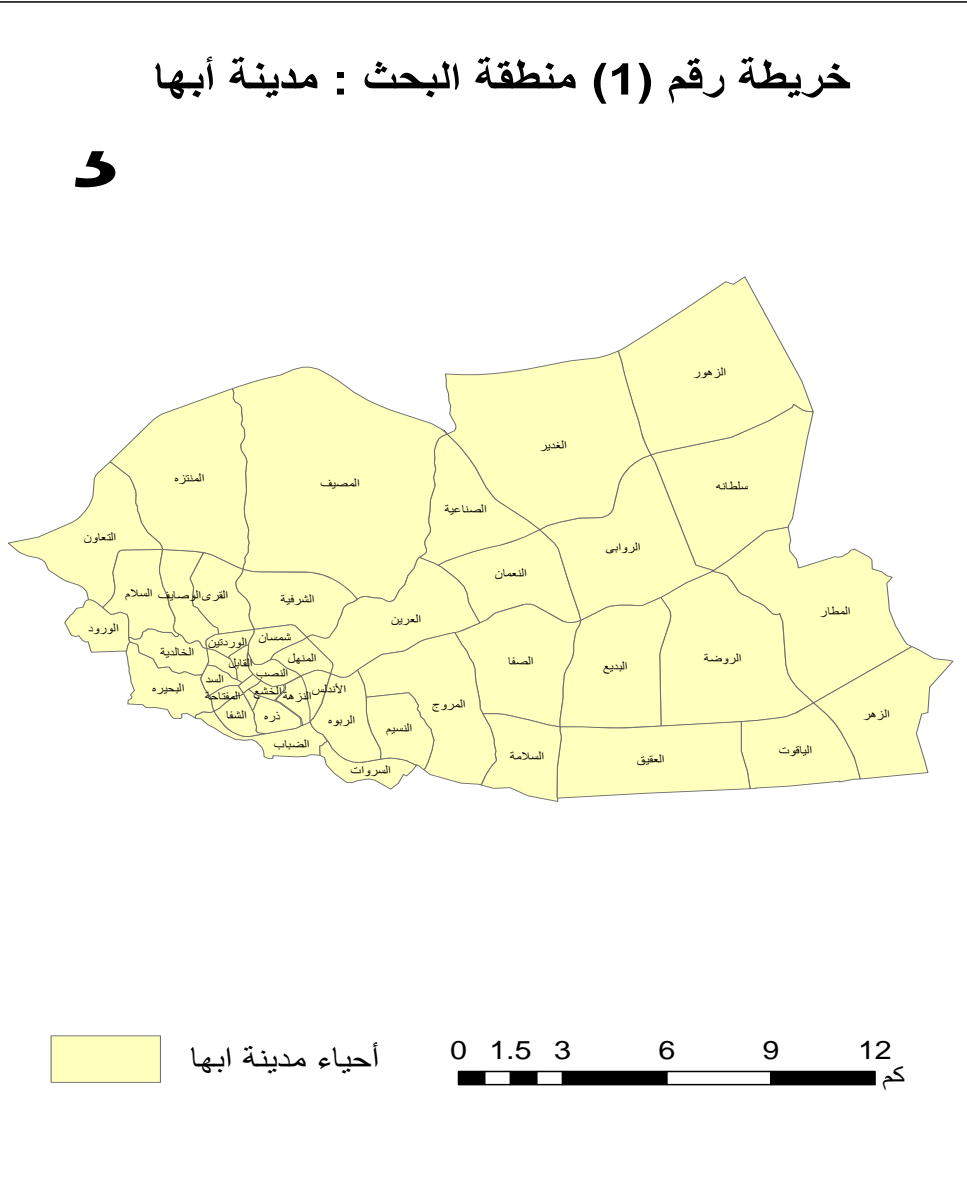 خريطة رقم (1) منطقة البحث : مدينة أبها
الزهور
الغدير
المنتزه
المصيف
سلطانه
الصناعية
التعاون
الروابى
النعمان
السلام
الوصايف
القرى
الشرفية
المطار
العرين
الورود
شمسان
الوردتين
الخالدية
القابل
المنهل
الصفا
البديع
الروضة
النصب
السد
البحيره
المفتاحة
الخشع
النزهة
الأندلس
المروج
الشفا
ذره
الربوه
النسيم
الزهر
الضباب
السلامة
العقيق
الياقوت
السروات
أحياء مدينة ابها
0 1.5 3 6 9 12
كم